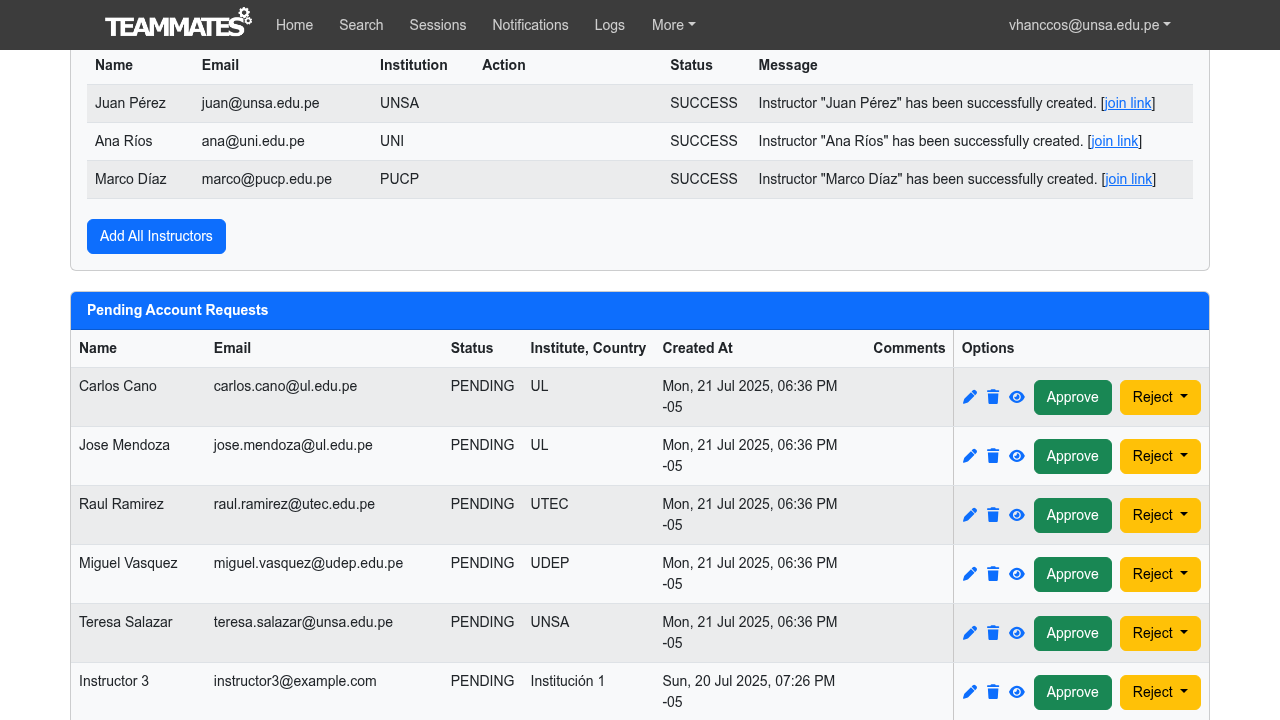 TEAMMATES Home Search Sessions Notifications Logs More vhanccos@unsa.edu.pe
Name Email Institution Action Status Message
Juan Pérez juan@unsa.edu.pe UNSA SUCCESS Instructor "Juan Pérez" has been successfully created. [join link]
Ana Ríos ana@uni.edu.pe UNI SUCCESS Instructor "Ana Ríos" has been successfully created. [join link]
Marco Díaz marco@pucp.edu.pe PUCP SUCCESS Instructor "Marco Díaz" has been successfully created. [join link]
Add All Instructors
Pending Account Requests
Name Email Status Institute, Country Created At Comments Options
Carlos Cano carlos.cano@ul.edu.pe PENDING UL Mon, 21 Jul 2025, 06:36 PM Approve Reject
-05
Jose Mendoza jose.mendoza@ul.edu.pe PENDING UL Mon, 21 Jul 2025, 06:36 PM Approve Reject
-05
Raul Ramirez raul.ramirez@utec.edu.pe PENDING UTEC Mon, 21 Jul 2025, 06:36 PM Approve Reject
-05
Miguel Vasquez miguel.vasquez@udep.edu.pe PENDING UDEP Mon, 21 Jul 2025, 06:36 PM Approve Reject
-05
Teresa Salazar teresa.salazar@unsa.edu.pe PENDING UNSA Mon, 21 Jul 2025, 06:36 PM Approve Reject
-05
Instructor 3 instructor3@example.com PENDING Institución 1 Sun, 20 Jul 2025, 07:26 PM Approve Reject
-05